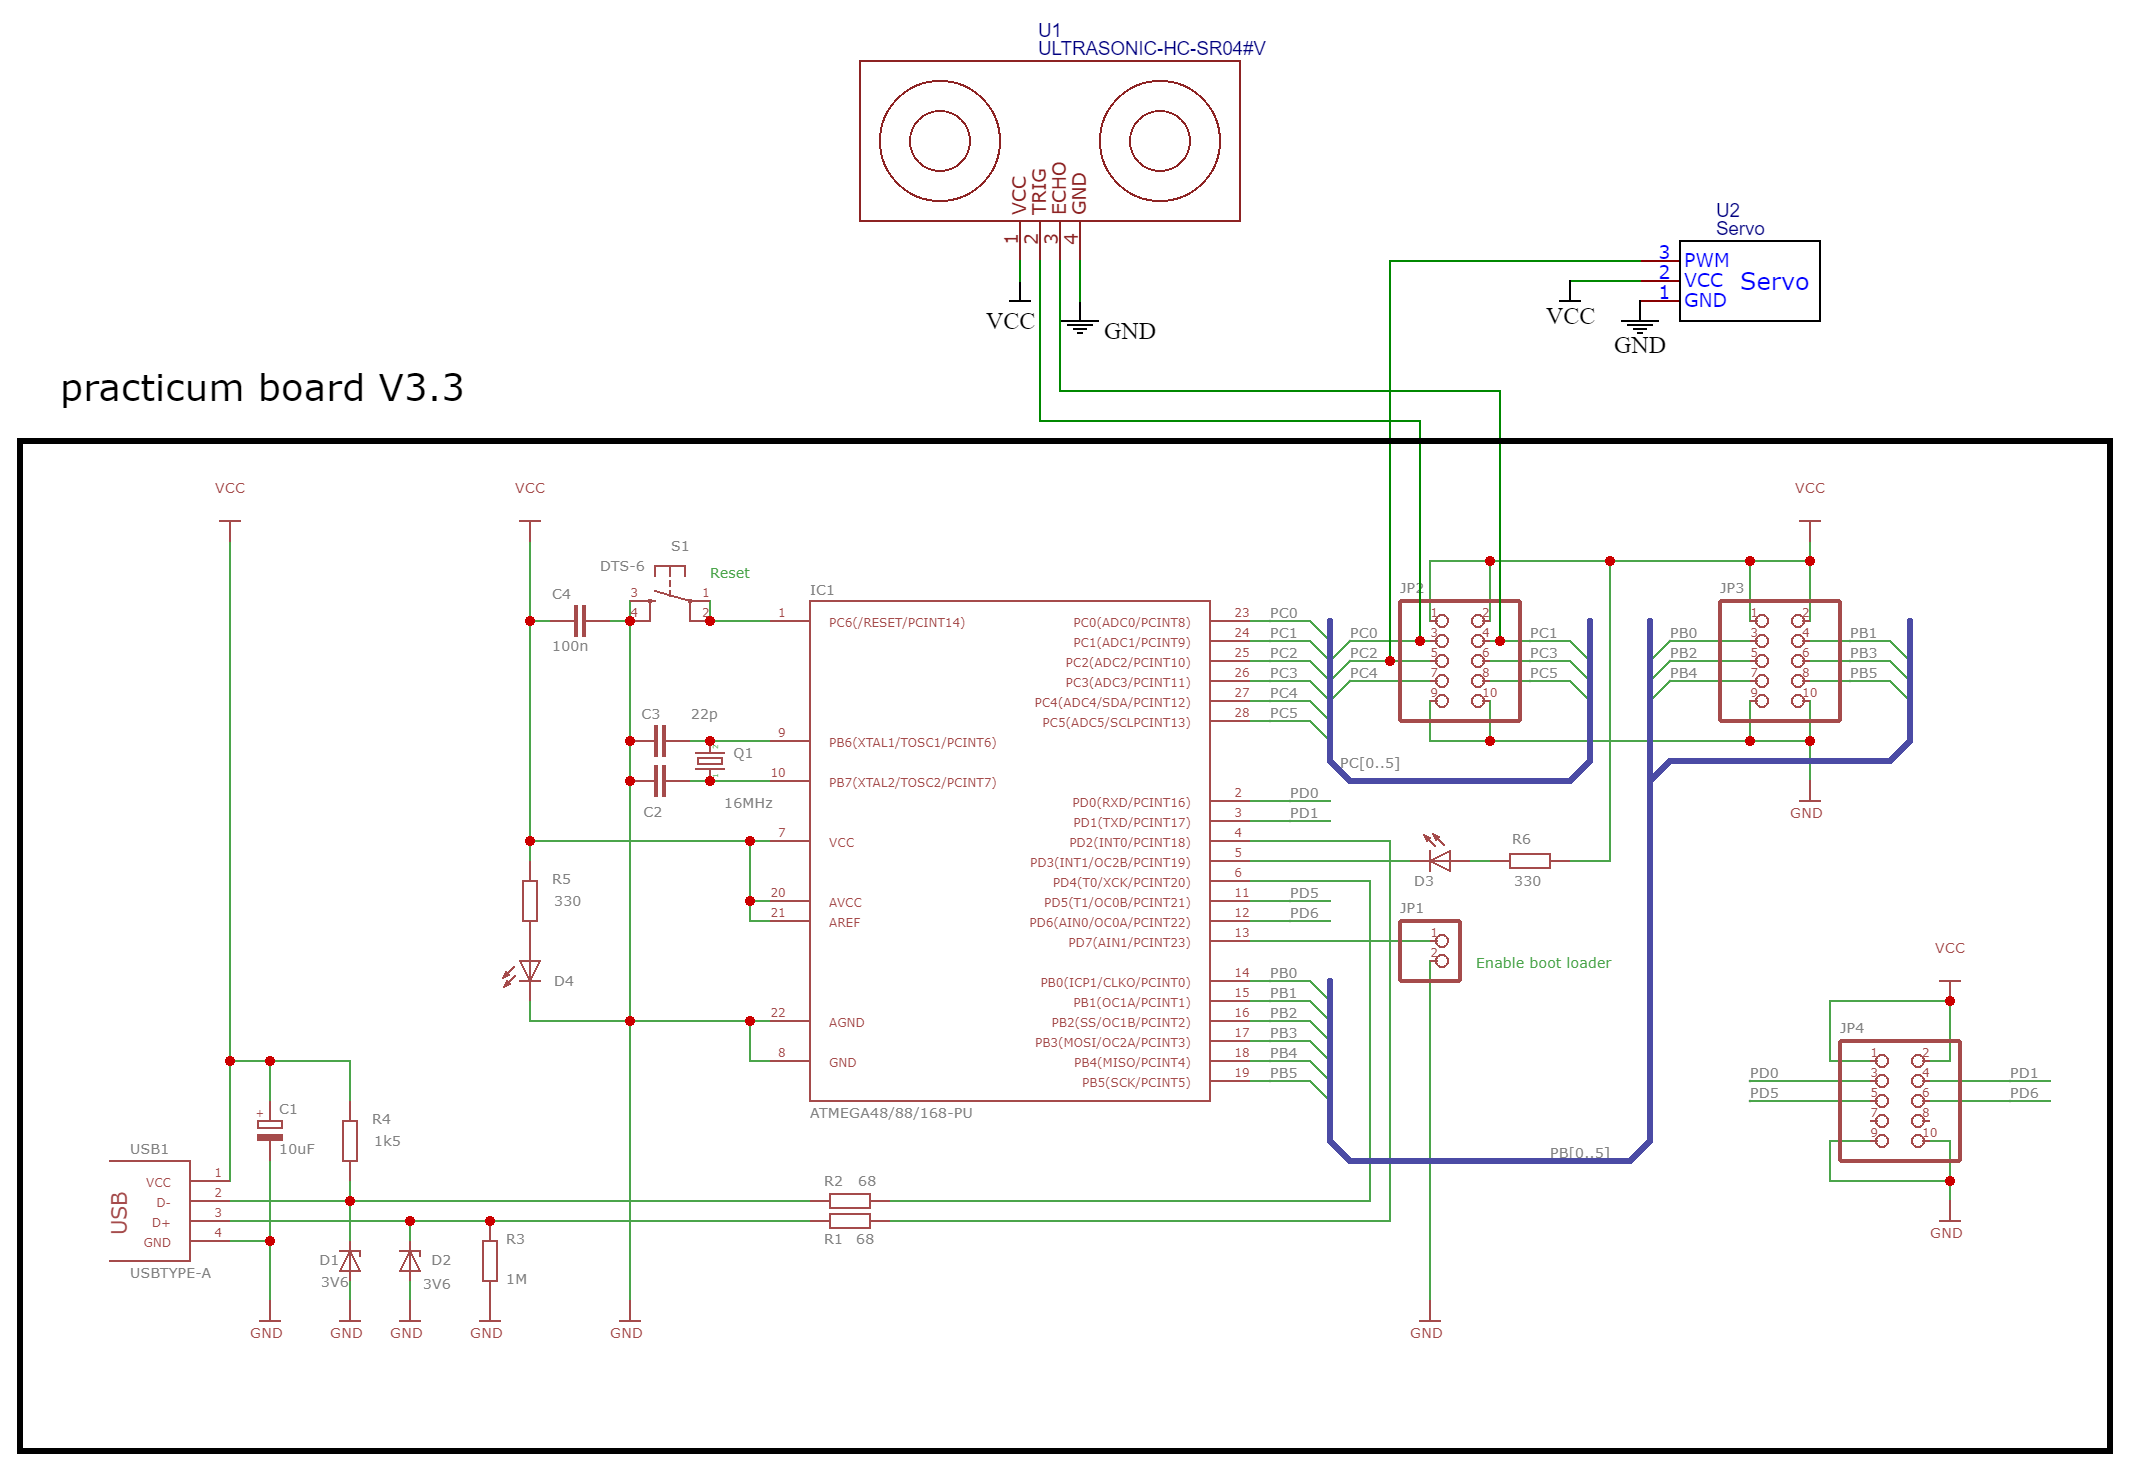 U1
ULTRASONIC-HC-SR04#V
VCC
TRIG
ECHO
GND
1
2
3
4
VCC
GND
U2
Servo
3
2
1
PWM
VCC
GND
Servo
VCC
GND
practicum board V3.3
VCC
VCC
VCC
S1
DTS-6
Reset
C4
100n
3
4
1
2
IC1
1
PC6(/RESET/PCINT14)
C3
22p
Q1
2
1
C2
16MHz
9
PB6(XTAL1/TOSC1/PCINT6)
10
PB7(XTAL2/TOSC2/PCINT7)
7
VCC
20
AVCC
21
AREF
22
AGND
8
GND
R5
330
D4
PC0(ADC0/PCINT8) 23 PC0
PC1(ADC1/PCINT9) 24 PC1
PC2(ADC2/PCINT10) 25 PC2
PC3(ADC3/PCINT11) 26 PC3
PC4(ADC4/SDA/PCINT12) 27 PC4
PC5(ADC5/SCLPCINT13) 28 PC5
PD0(RXD/PCINT16) 2 PD0
PD1(TXD/PCINT17) 3 PD1
PD2(INT0/PCINT18) 4
PD3(INT1/OC2B/PCINT19) 5
PD4(T0/XCK/PCINT20) 6
PD5(T1/OC0B/PCINT21) 11 PD5
PD6(AIN0/OC0A/PCINT22) 12 PD6
PD7(AIN1/PCINT23) 13
PB0(ICP1/CLKO/PCINT0) 14 PB0
PB1(OC1A/PCINT1) 15 PB1
PB2(SS/OC1B/PCINT2) 16 PB2
PB3(MOSI/OC2A/PCINT3) 17 PB3
PB4(MISO/PCINT4) 18 PB4
PB5(SCK/PCINT5) 19 PB5
ATMEGA48/88/168-PU
JP2
1 2
PC0 3 4 PC1
PC2 5 6 PC3
PC4 7 8 PC5
9 10
PC[0..5]
JP3
1 2
PB0 3 4 PB1
PB2 5 6 PB3
PB4 7 8 PB5
9 10
GND
D3
R6
330
JP1
1
2
Enable boot loader
PB[0..5]
VCC
JP4
1 2
PD0 3 4 PD1
PD5 5 6 PD6
7 8
9 10
GND
USB1
USB
VCC 1
D- 2
D+ 3
GND 4
USBTYPE-A
+
C1
10uF
R4
1k5
R2 68
R1 68
D1
3V6
D2
3V6
R3
1M
GND
GND
GND
GND
GND
GND